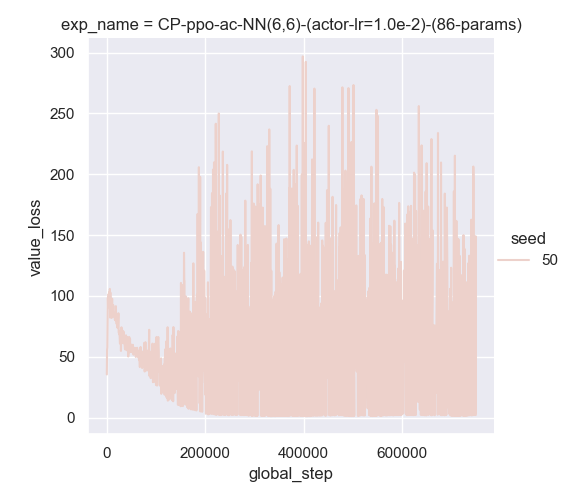 exp_name = CP-ppo-ac-NN(6,6)-(actor-lr=1.0e-2)-(86-params)
300
250
200
150
100
50
0
value_loss
0 200000 400000 600000
global_step
seed
50